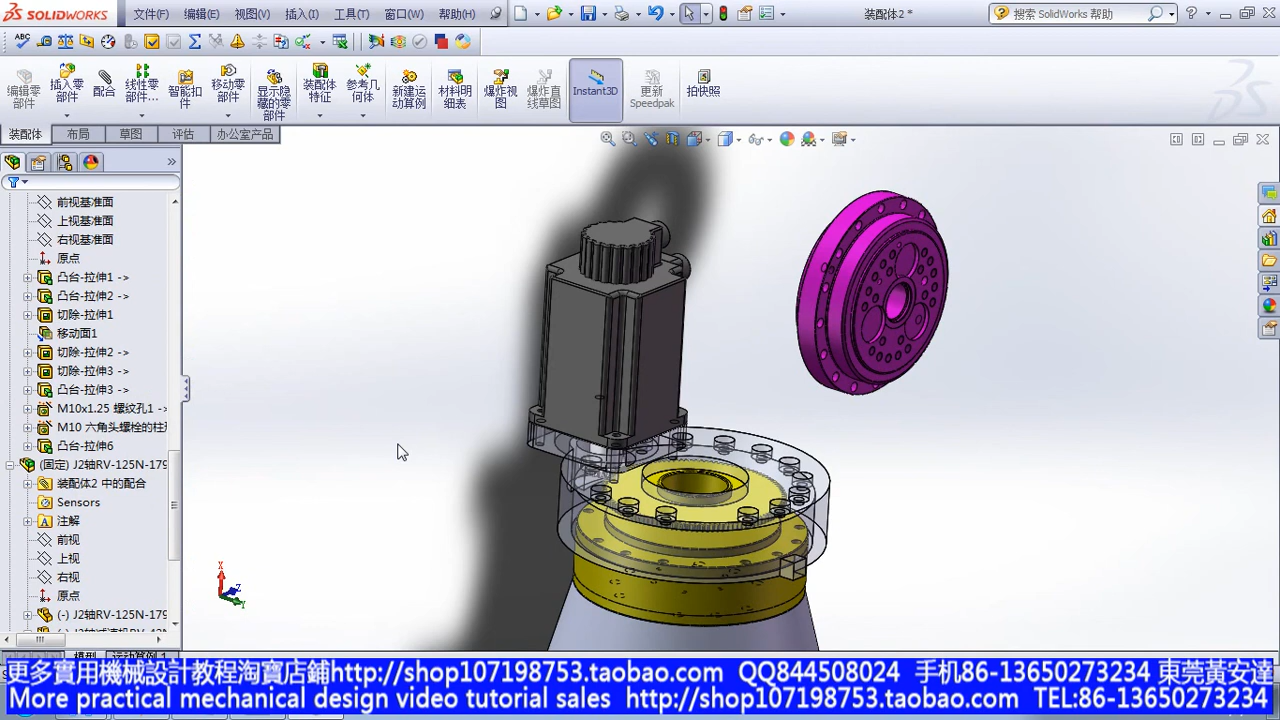 SOLIDWORKS 文件(F) 编辑(E) 视图(V) 插入(I) 工具(T) 窗口(W) 帮助(H) 装配体2 * 搜索 SolidWorks 帮助
编辑零部件 插入零部件 配合 线性零部件... 智能扣件 移动零部件 显示隐藏的零部件 装配体特征 参考几何体 新建运动算例 材料明细表 爆炸视图 爆炸直线草图 Instant3D 更新Speedpak 拍快照
装配体 布局 草图 评估 办公室产品
前视基准面
上视基准面
右视基准面
原点
凸台-拉伸1 ->
凸台-拉伸2 ->
切除-拉伸1
移动面1
切除-拉伸2 ->
切除-拉伸3 ->
凸台-拉伸3 ->
M10x1.25 螺纹孔1 ->
M10 六角头螺栓的柱形
凸台-拉伸6
(固定) J2轴RV-125N-179
装配体2 中的配合
Sensors
注解
前视
上视
右视
原点
(-) J2轴RV-125N-179
X
Z
Y
模型 运动算例 1
更多實用機械設計教程淘寶店鋪http://shop107198753.taobao.com QQ844508024 手机86-13650273234 東莞黃安達
More practical mechanical design video tutorial sales http://shop107198753.taobao.com TEL:86-13650273234